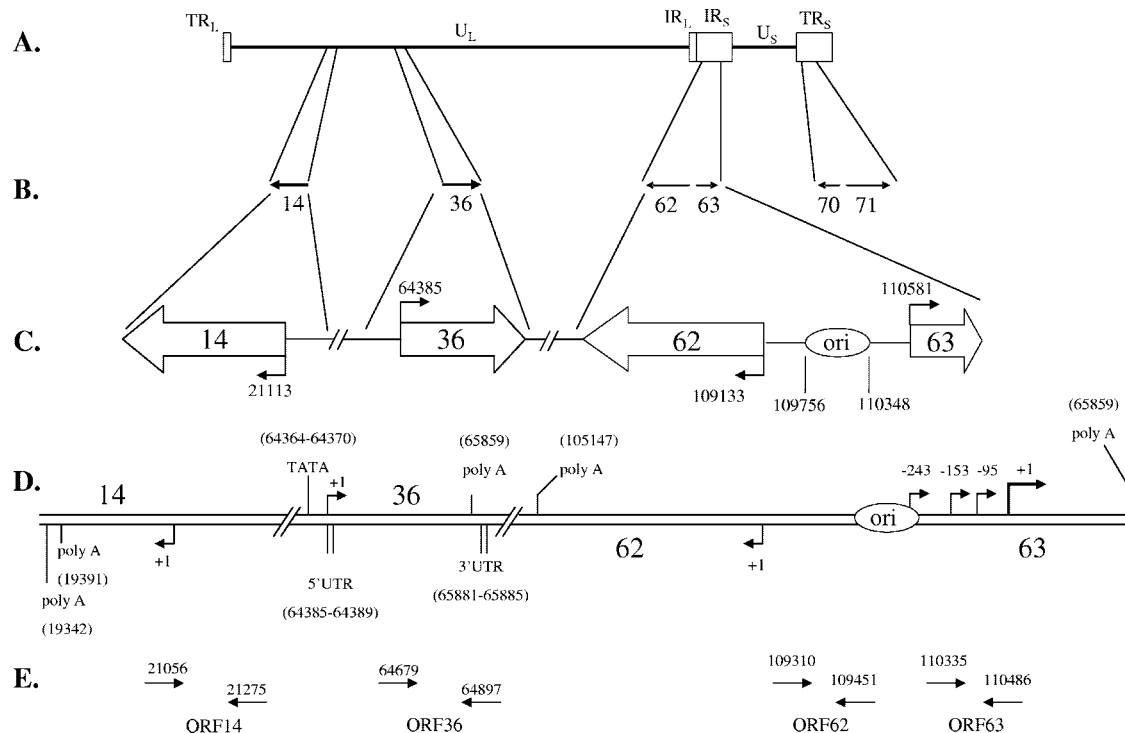 A.
TRL
UL
IRL
IRS
US
TRS
B.
14
36
62 63
70 71
C.
14
21113
64385
36
62
109133
ori
109756
110348
110581
63
D.
14
poly A
(19391)
poly A
(19342)
+1
(64364-64370)
TATA
+1
36
5'UTR
(64385-64389)
(65859)
poly A
3'UTR
(65881-65885)
(105147)
poly A
62
+1
ori
-243 -153 -95 +1
63
(65859)
poly A
E.
21056
21275
ORF14
64679
64897
ORF36
109310
109451
ORF62
110335
110486
ORF63